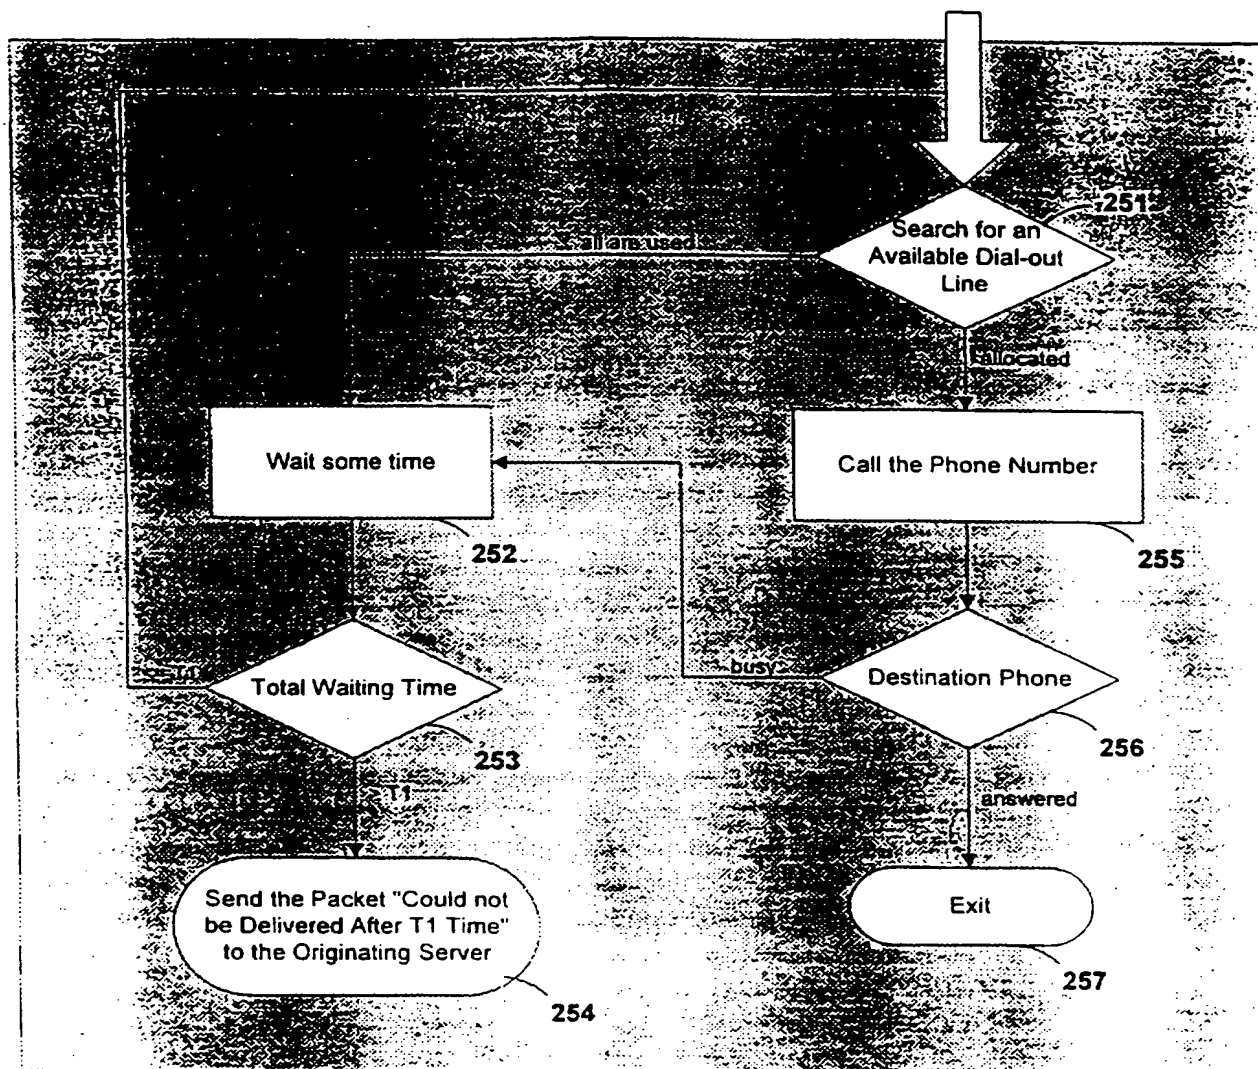 251
Search for an
Available Dial-out
Line
all are used
allocated
Wait some time
252
Call the Phone Number
255
Total Waiting Time
253
busy
Destination Phone
256
> T1
answered
Send the Packet "Could not
be Delivered After T1 Time"
to the Originating Server
254
Exit
257